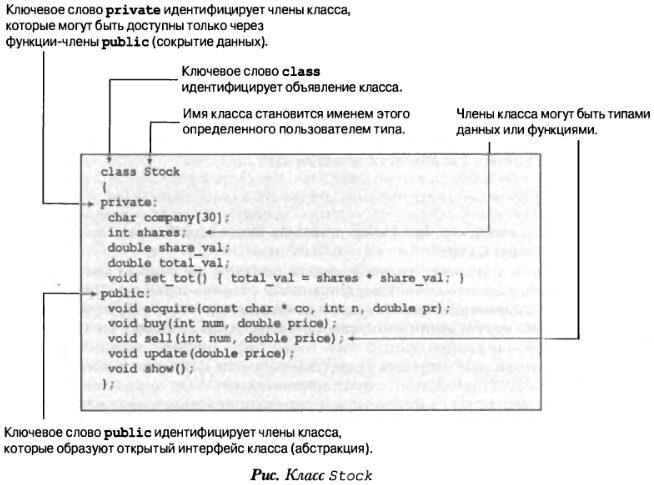 Ключевое слово private идентифицирует члены класса,
которые могут быть доступны только через
функции-члены public (сокрытие данных).
Ключевое слово class
идентифицирует объявление класса.
Имя класса становится именем этого
определенного пользователем типа.
Члены класса могут быть типами
данных или функциями.
class Stock
{
private:
char company[30];
int shares;
double share_val;
double total_val;
void set_tot() { total_val = shares * share_val; }
public:
void acquire(const char * co, int n, double pr);
void buy(int num, double price);
void sell(int num, double price);
void update(double price);
void show();
};
Ключевое слово public идентифицирует члены класса,
которые образуют открытый интерфейс класса (абстракция).
Рис. Класс Stock